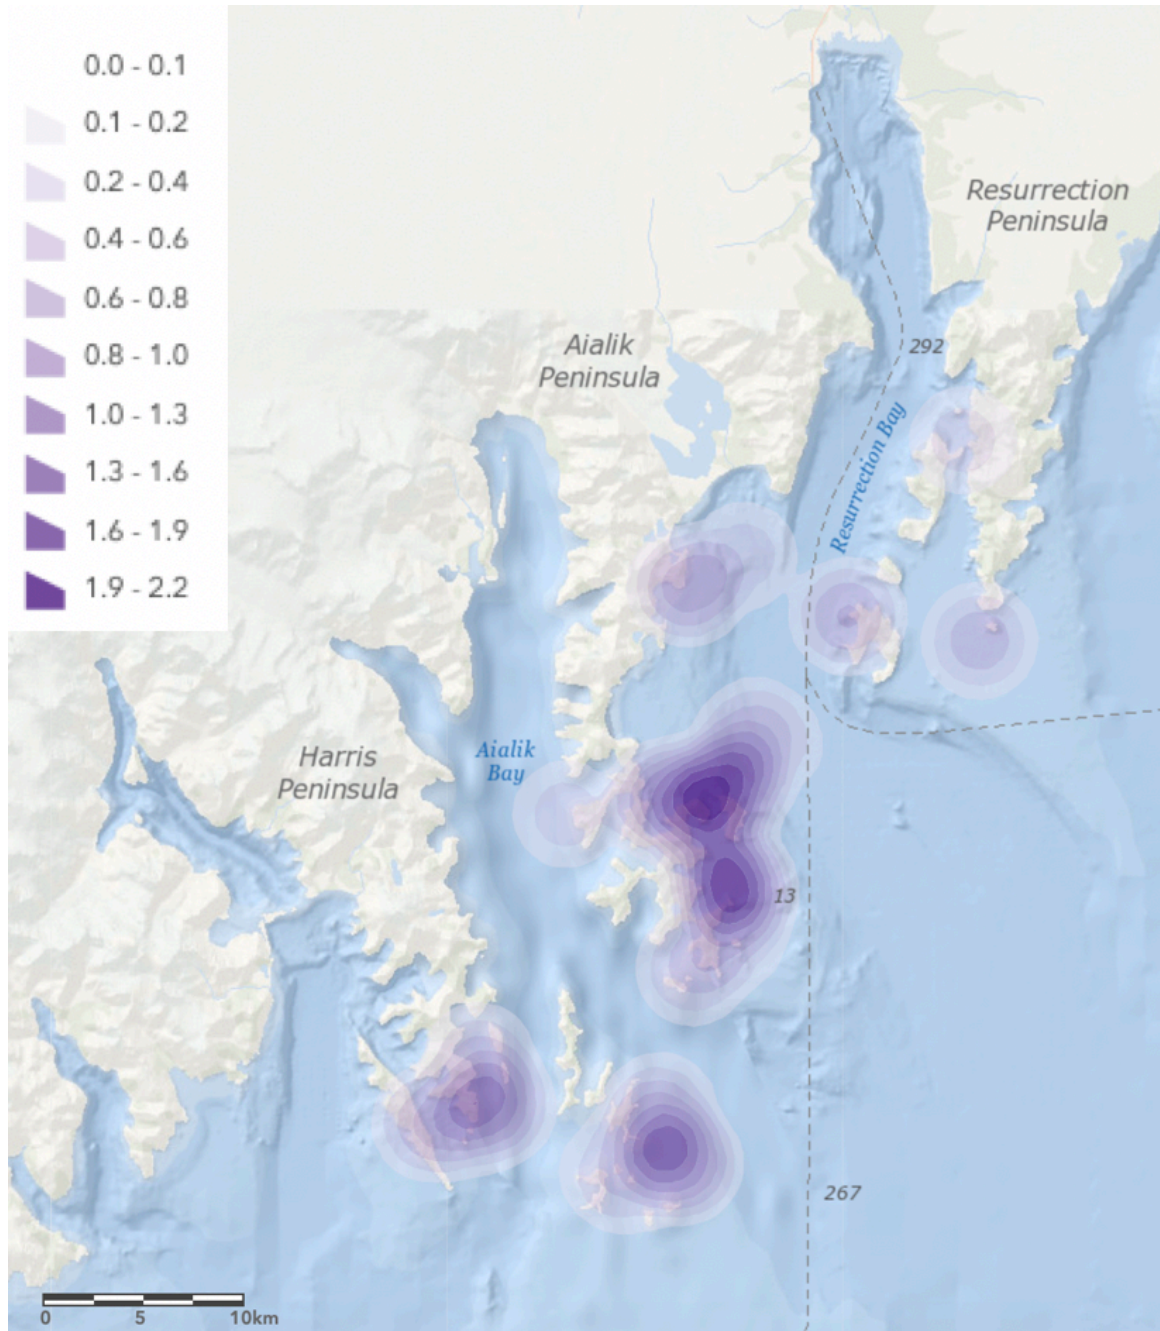 0.0 - 0.1
0.1 - 0.2
0.2 - 0.4
0.4 - 0.6
0.6 - 0.8
0.8 - 1.0
1.0 - 1.3
1.3 - 1.6
1.6 - 1.9
1.9 - 2.2
Resurrection
Peninsula
Aialik
Peninsula
292
Resurrection Bay
Harris
Peninsula
Aialik
Bay
13
267
0 5 10km